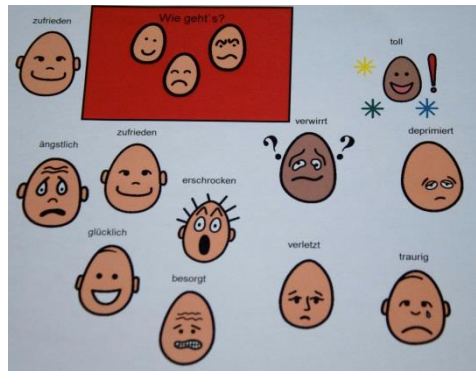 zufrieden
Wie geht`s?
toll
verwirrt
deprimiert
zufrieden
ängstlich
erschrocken
glücklich
verletzt
traurig
besorgt
? ?
!